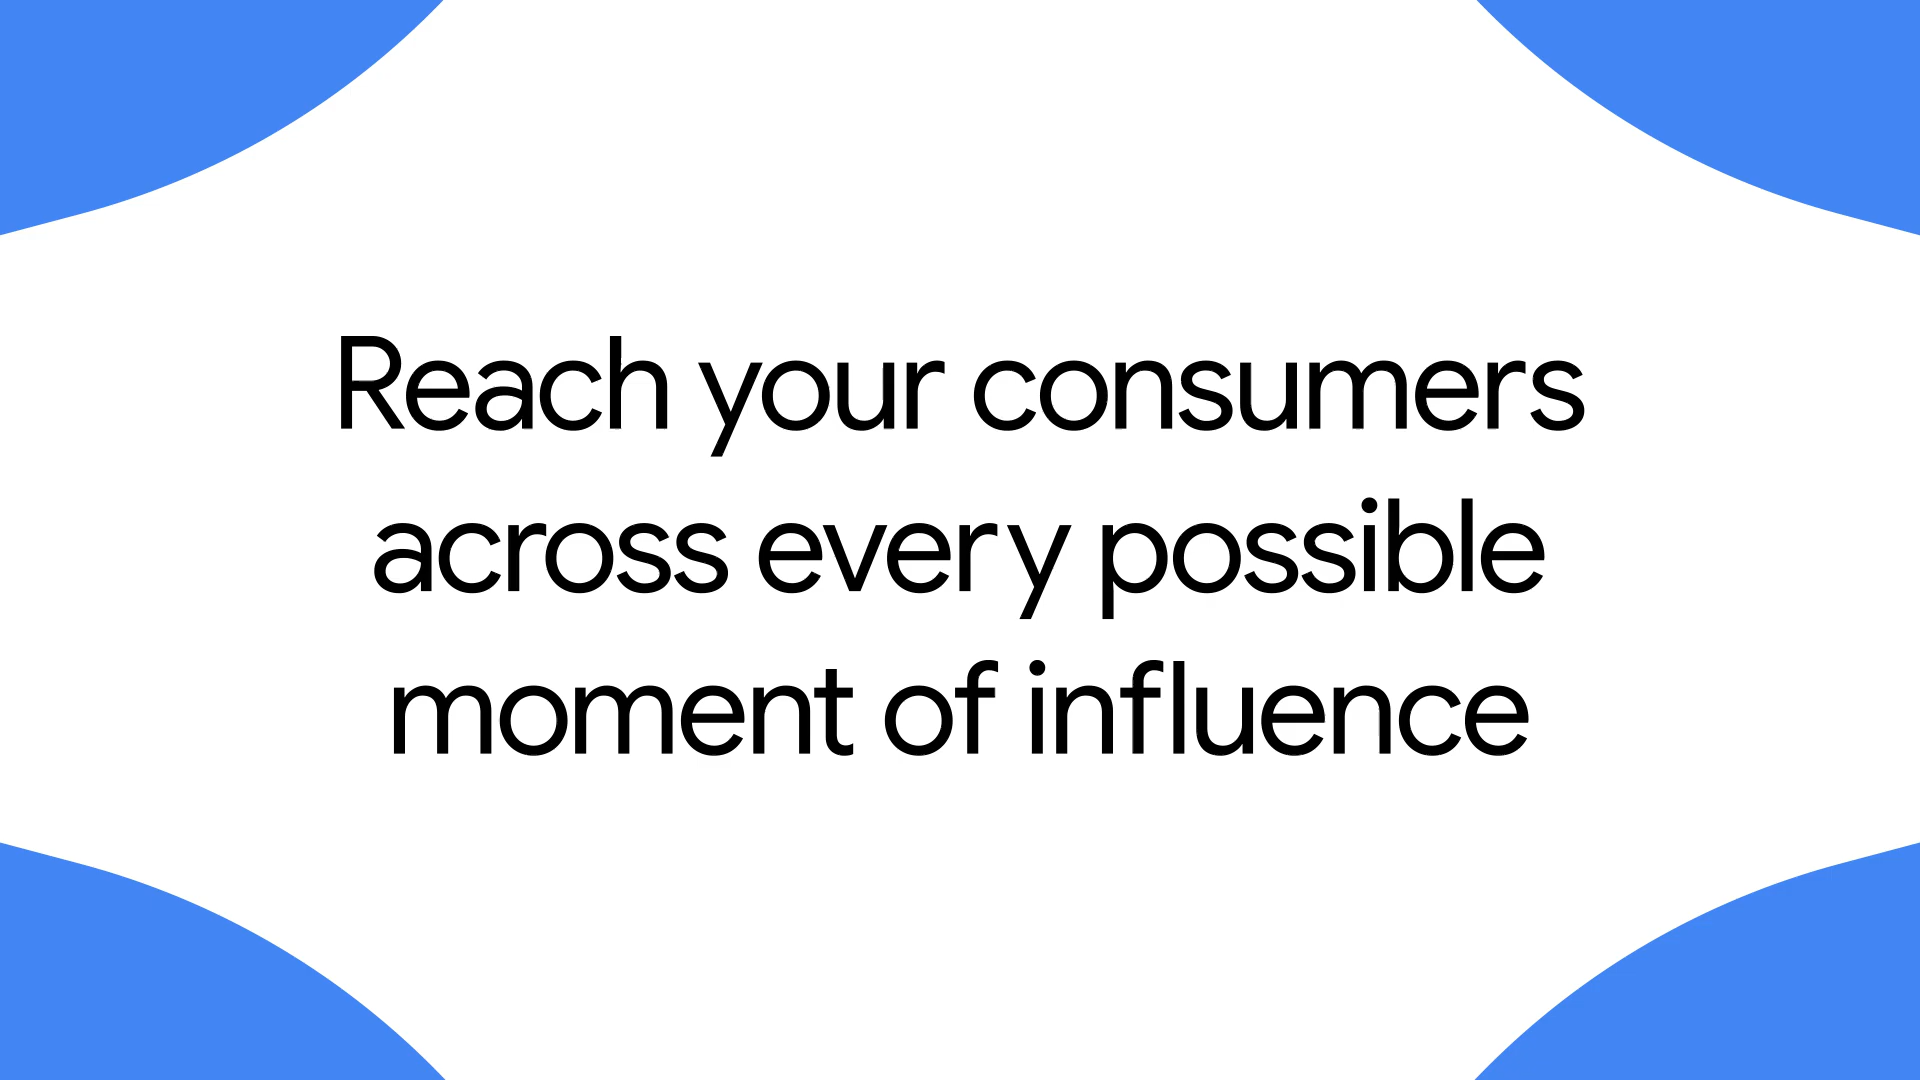 Reach your consumers
across every possible
moment of influence